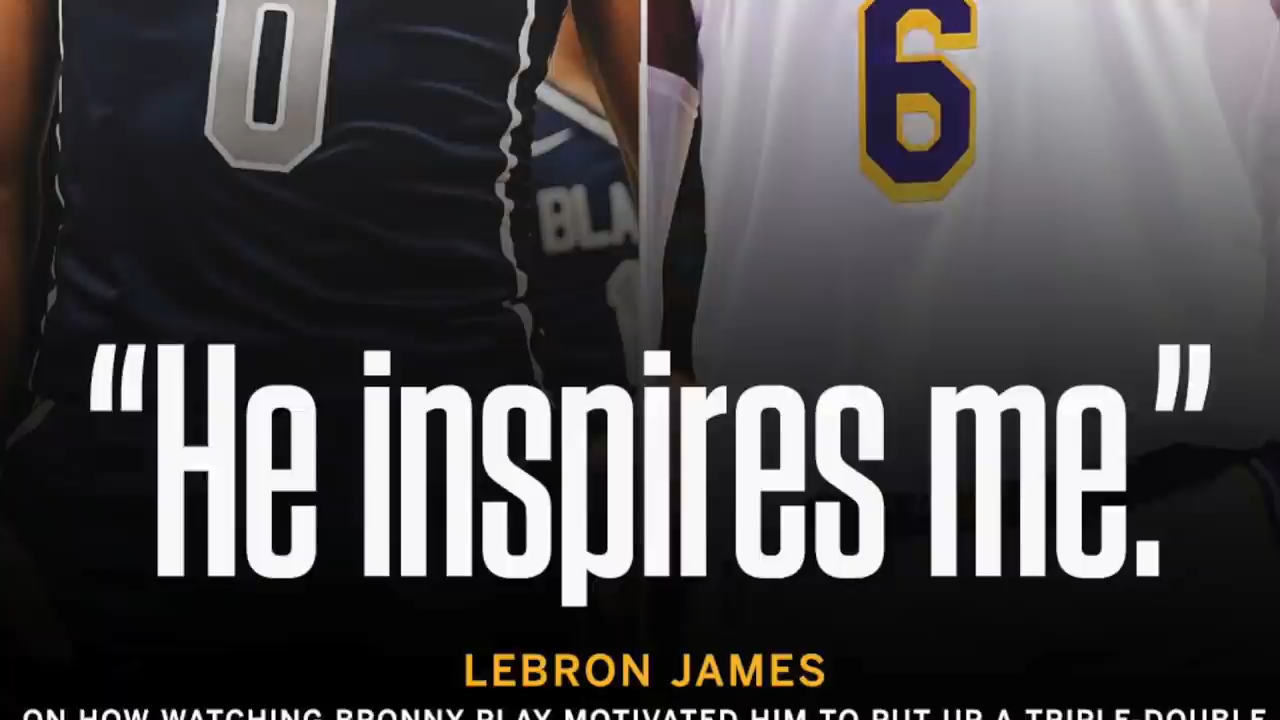 0 6
BLA
1
“He inspires me.”
LEBRON JAMES
ON HOW WATCHING BRONNY PLAY MOTIVATED HIM TO PUT UP A TRIPLE-DOUBLE